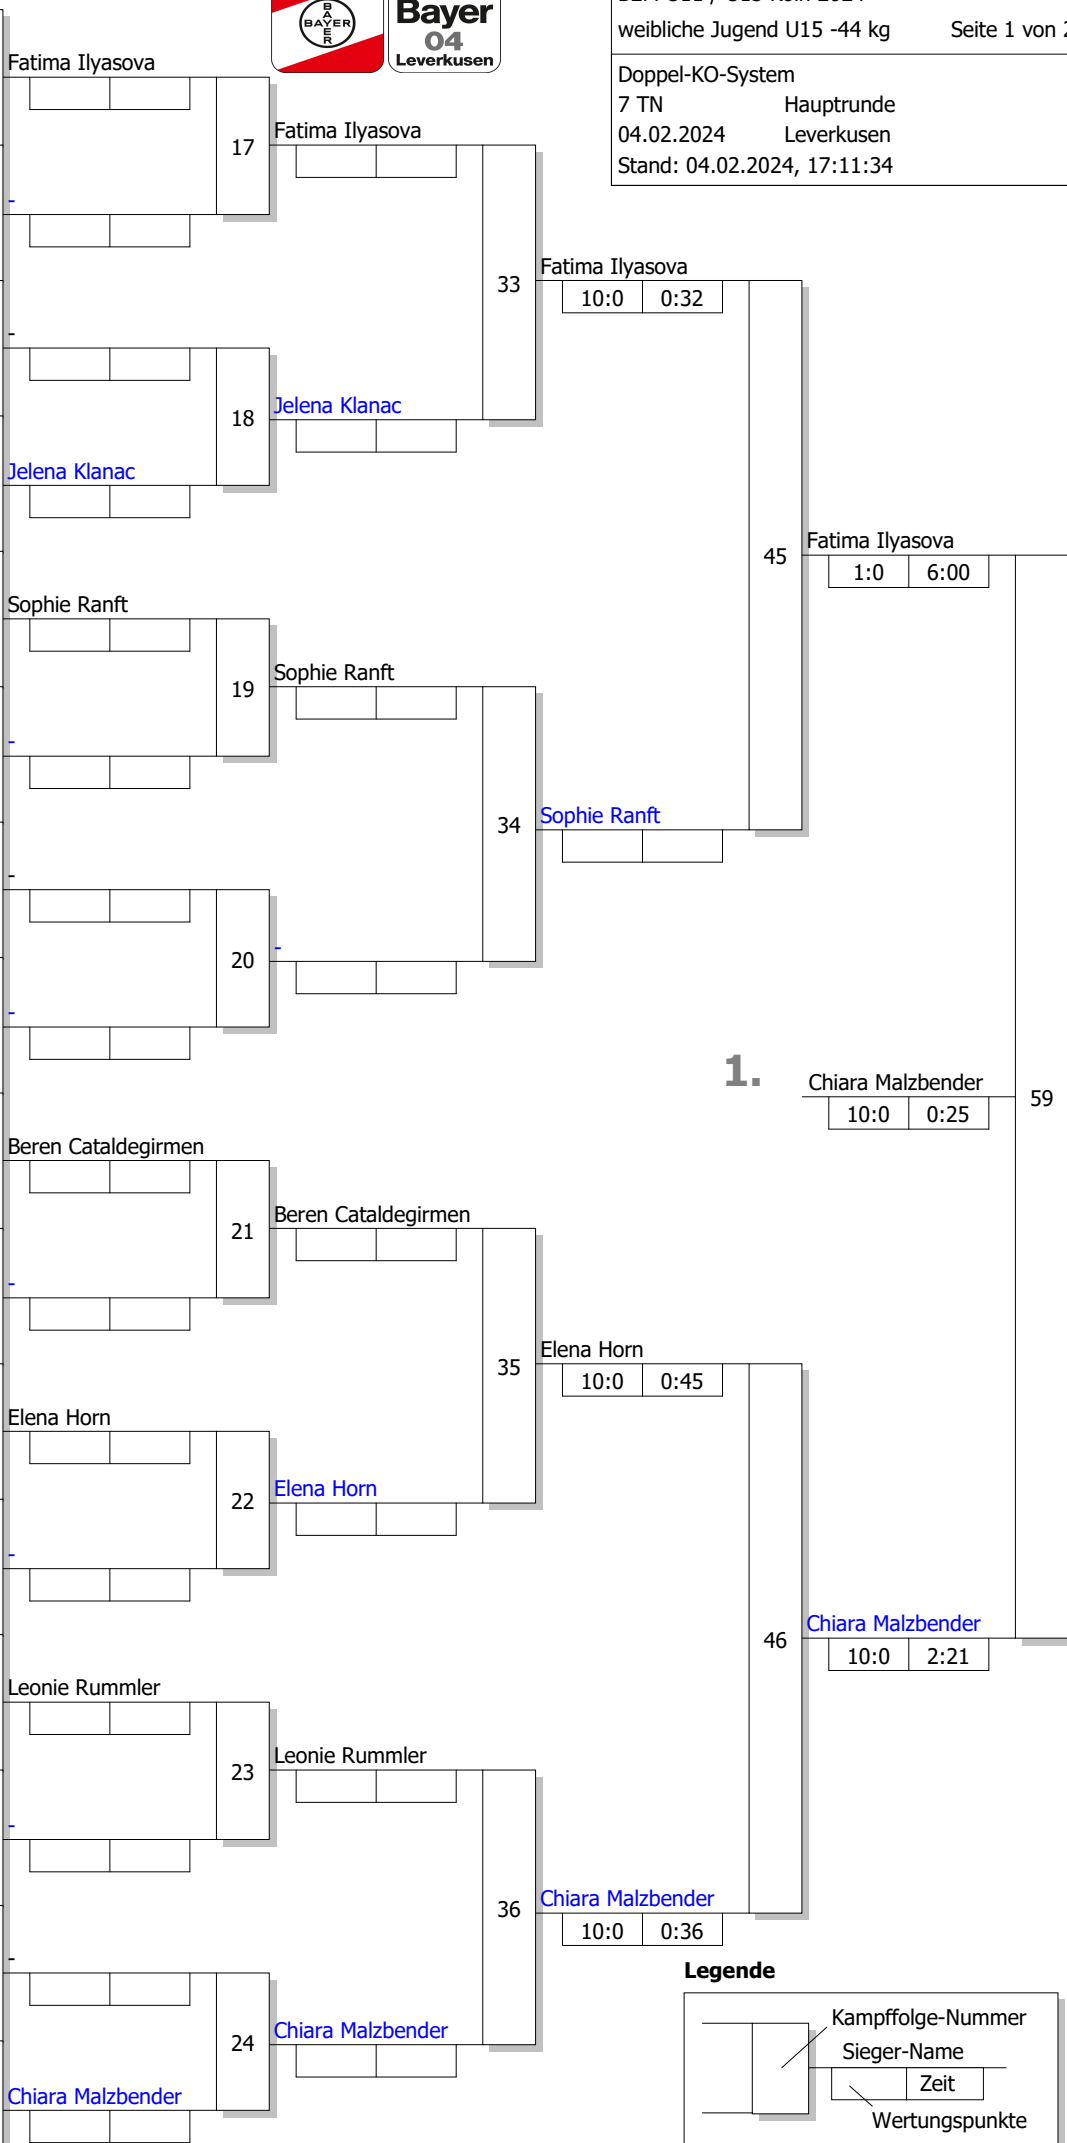 BAYER
BAYER
Bayer
04
Leverkusen
weibliche Jugend U15 -44 kg Seite 1 von 2
Doppel-KO-System
7 TN Hauptrunde
04.02.2024 Leverkusen
Stand: 04.02.2024, 17:11:34
Fatima Ilyasova
17
Fatima Ilyasova
-
33
Fatima Ilyasova
10:0 0:32
-
18
Jelena Klanac
Jelena Klanac
45
Fatima Ilyasova
1:0 6:00
Sophie Ranft
19
Sophie Ranft
-
34
Sophie Ranft
-
20
-
-
1.
Chiara Malzbender
10:0 0:25
59
Beren Cataldegirmen
21
Beren Cataldegirmen
-
35
Elena Horn
10:0 0:45
Elena Horn
22
Elena Horn
-
46
Chiara Malzbender
10:0 2:21
Leonie Rummler
23
Leonie Rummler
-
36
Chiara Malzbender
10:0 0:36
-
24
Chiara Malzbender
Chiara Malzbender
Legende
Kampffolge-Nummer
Sieger-Name
Zeit
Wertungspunkte